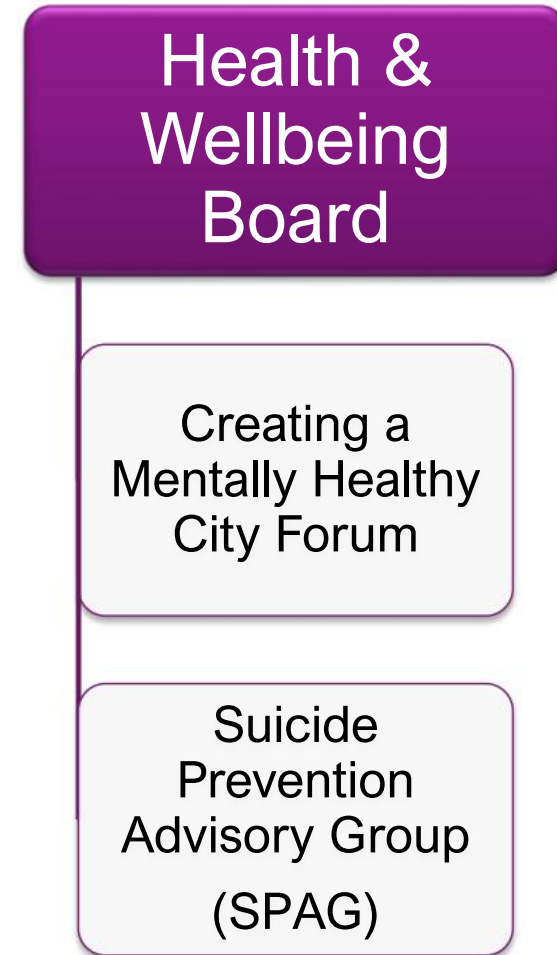 Health &
Wellbeing
Board
Creating a
Mentally Healthy
City Forum
Suicide
Prevention
Advisory Group
(SPAG)